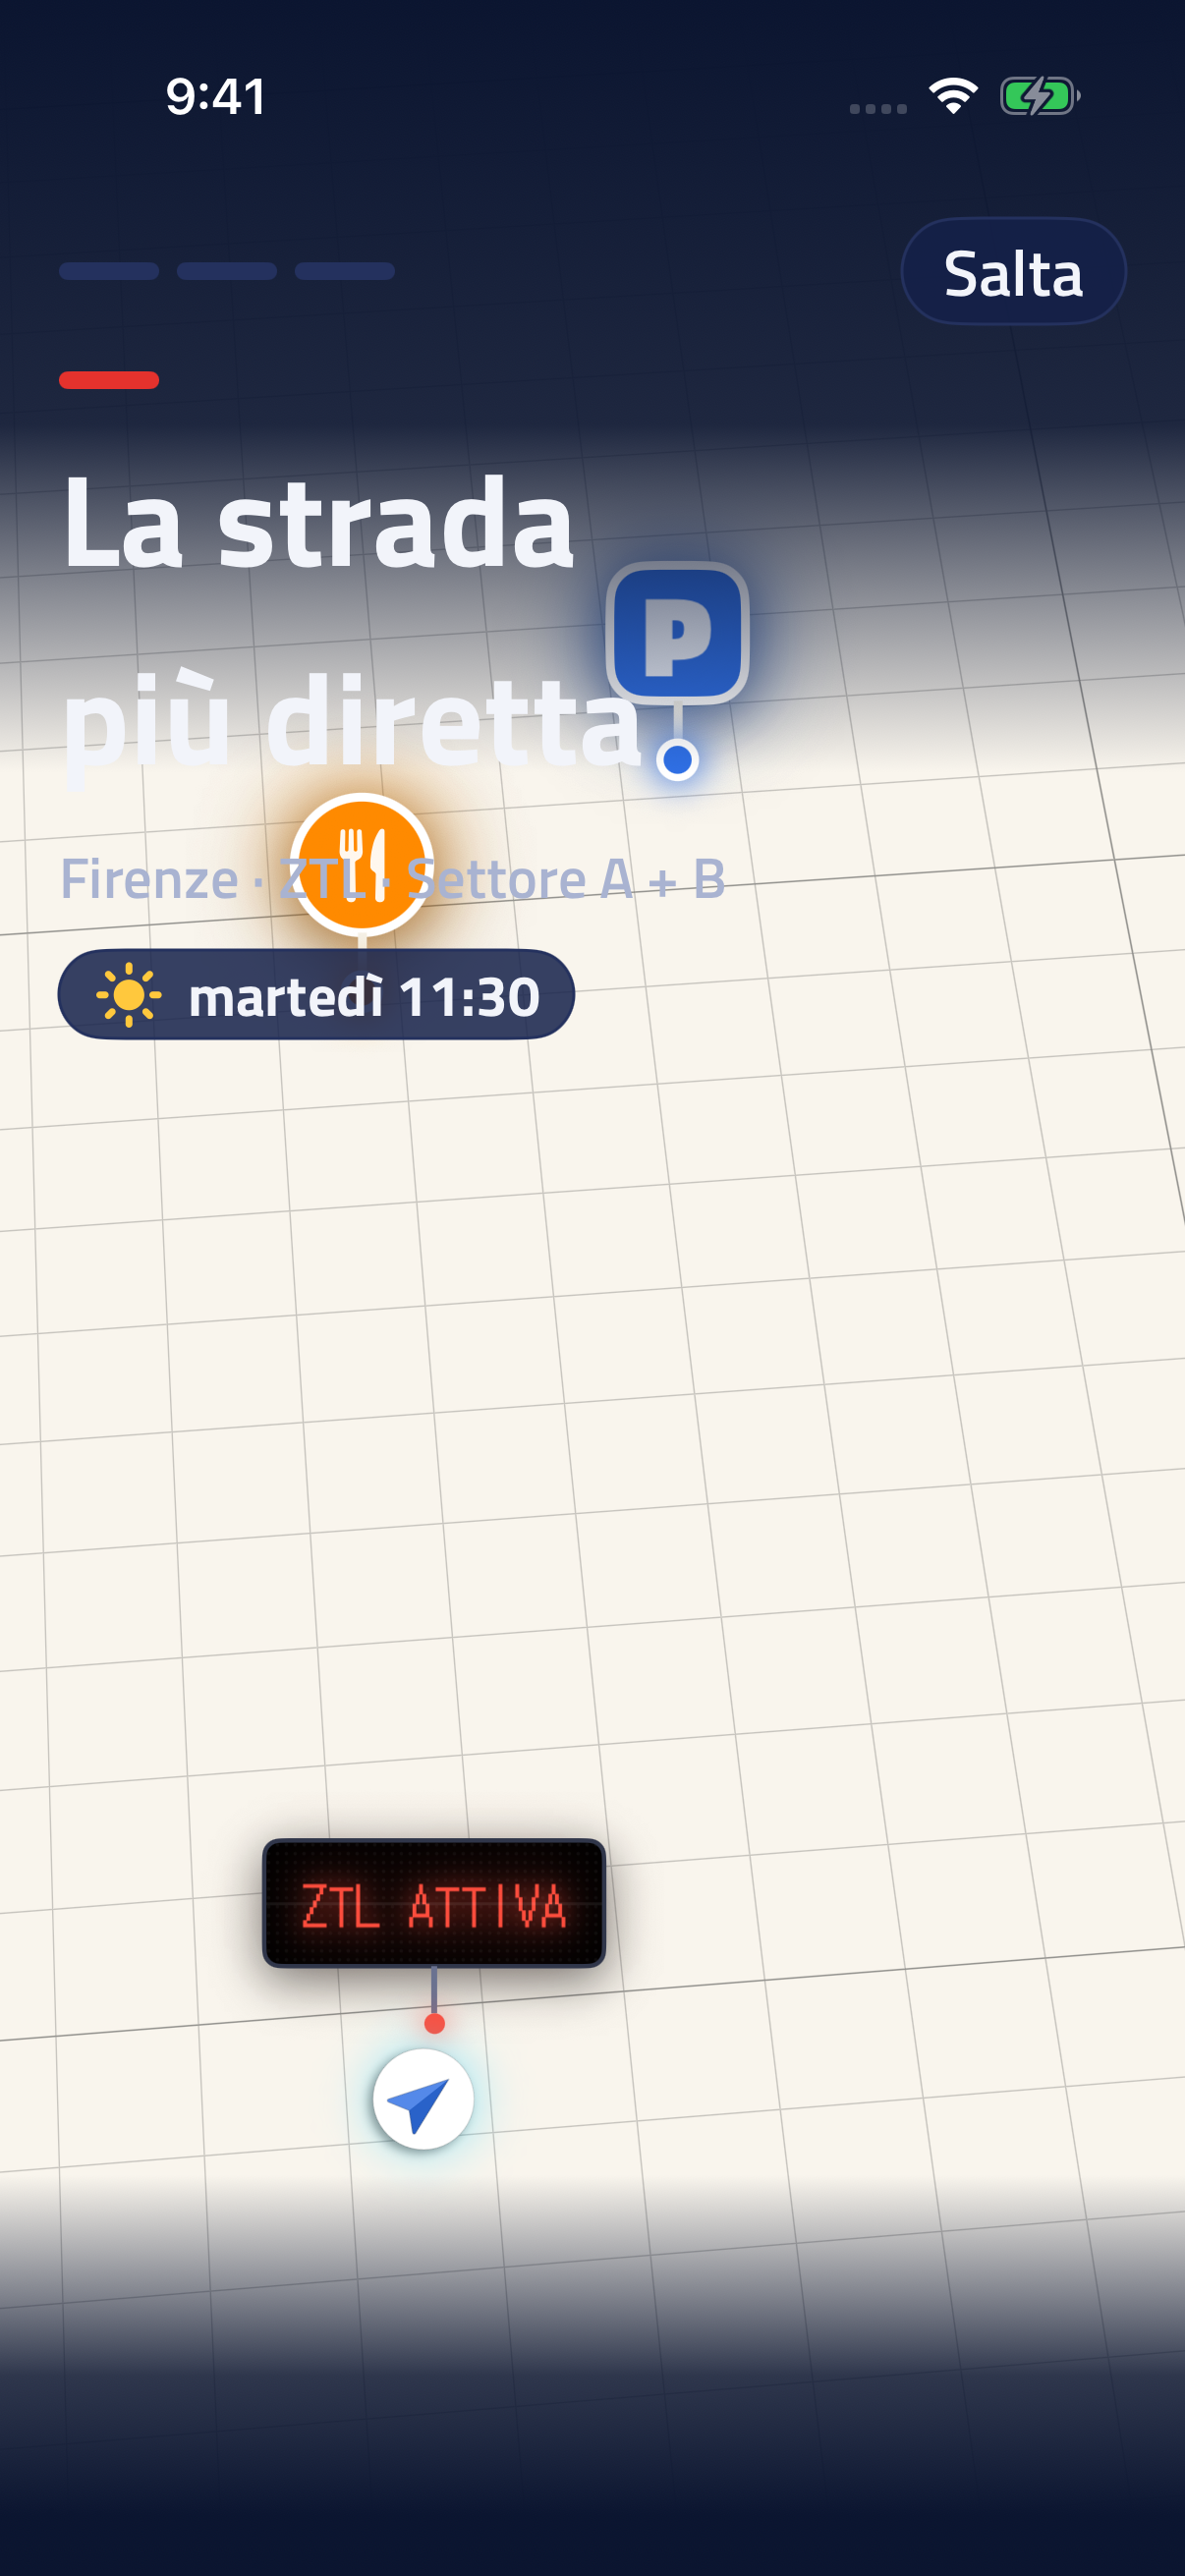 9:41
Salta
La strada
P
più diretta
Firenze · ZTL · Settore A + B
martedì 11:30
ZTL ATTIVA